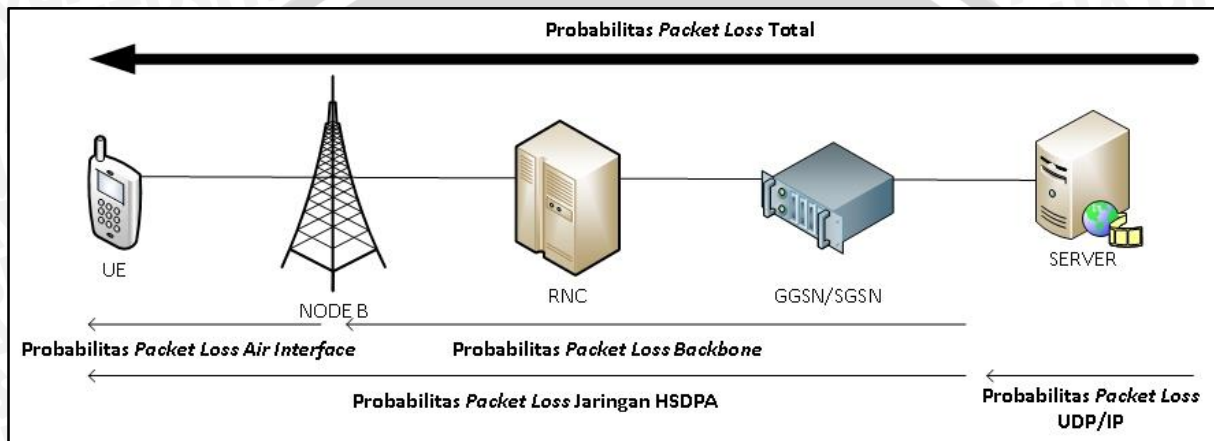 Probabilitas Packet Loss Total
UE
NODE B
RNC
GGSN/SGSN
SERVER
Probabilitas Packet Loss Air Interface
Probabilitas Packet Loss Backbone
Probabilitas Packet Loss Jaringan HSDPA
Probabilitas Packet Loss
UDP/IP